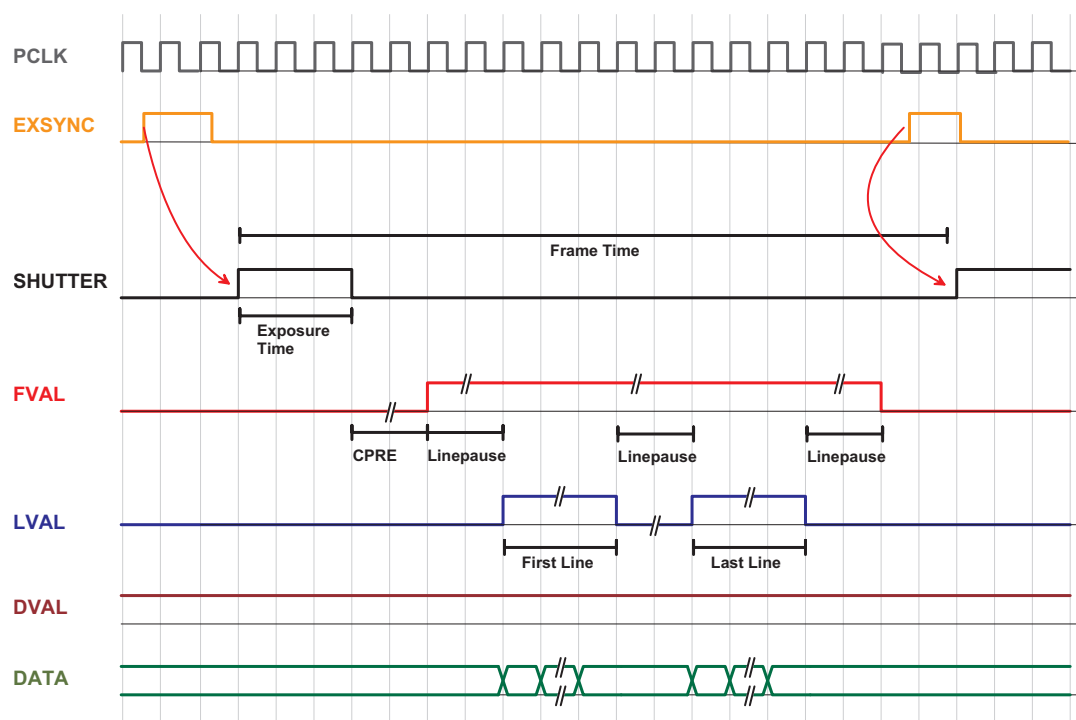 PCLK
EXSYNC
Frame Time
SHUTTER
Exposure
Time
FVAL
CPRE
Linepause
Linepause
Linepause
LVAL
First Line
Last Line
DVAL
DATA